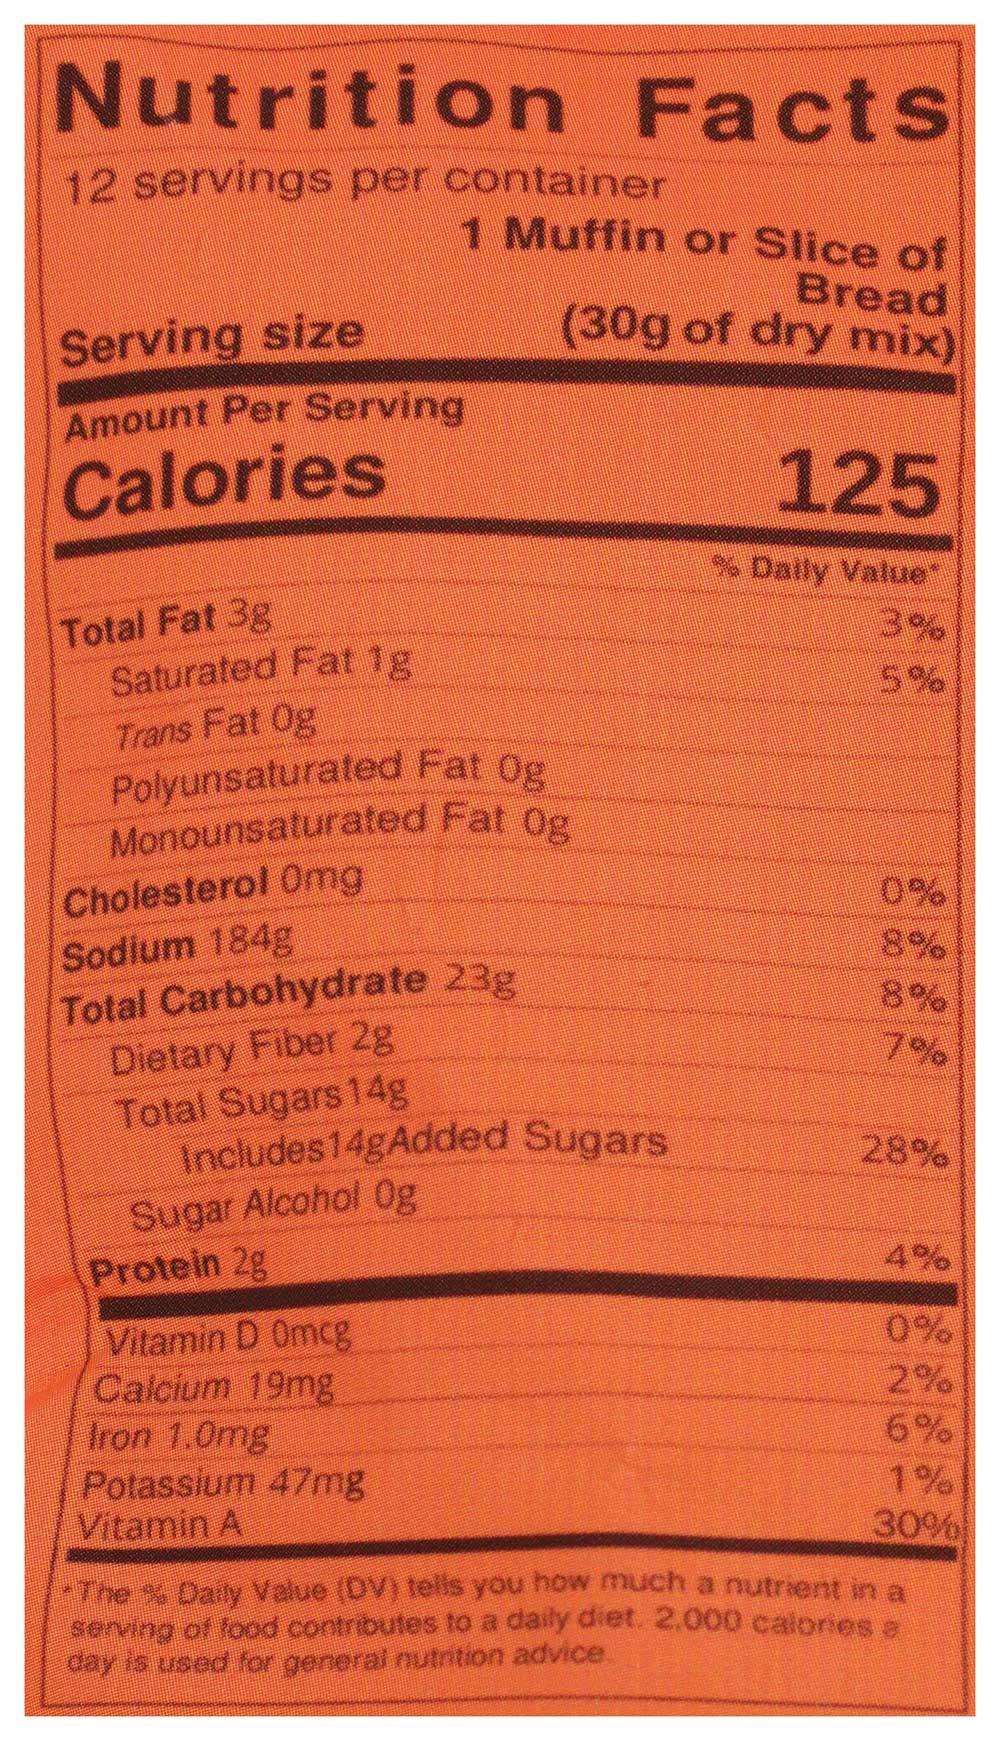 Nutrition Facts
12 servings per container
1 Muffin or Slice of
Bread
Serving size (30g of dry mix)
Amount Per Serving
Calories 125
% Daily Value*
Total Fat 3g 3%
Saturated Fat 1g 5%
Trans Fat 0g
Polyunsaturated Fat 0g
Monounsaturated Fat 0g
Cholesterol 0mg 0%
Sodium 184g 8%
Total Carbohydrate 23g 8%
Dietary Fiber 2g 7%
Total Sugars14g
Includes14gAdded Sugars 28%
Sugar Alcohol 0g
Protein 2g 4%
Vitamin D 0mcg 0%
Calcium 19mg 2%
Iron 1.0mg 6%
Potassium 47mg 1%
Vitamin A 30%
*The % Daily Value (DV) tells you how much a nutrient in a
serving of food contributes to a daily diet. 2,000 calories a
day is used for general nutrition advice.